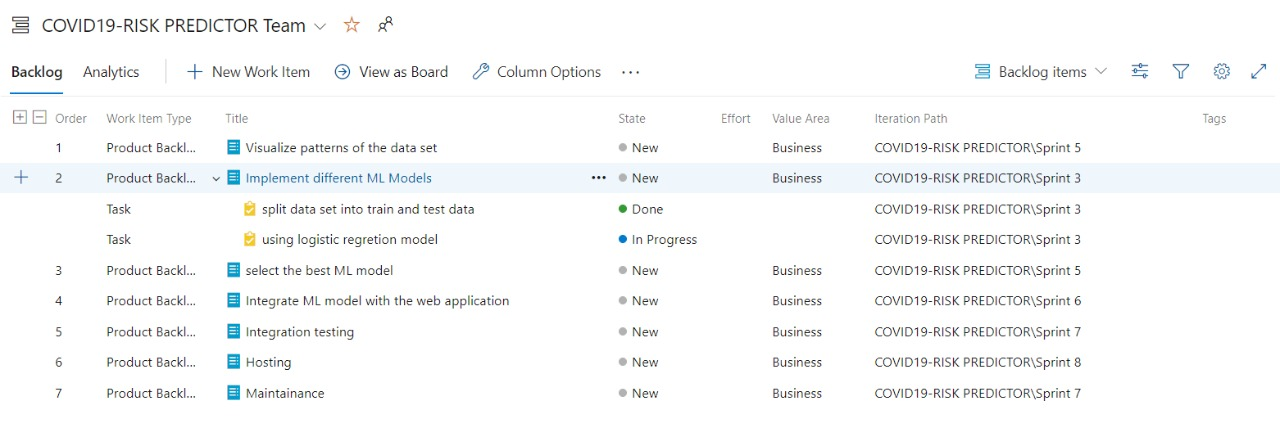 COVID19-RISK PREDICTOR Team
Backlog Analytics New Work Item View as Board Column Options ... Backlog items
Order Work Item Type Title State Effort Value Area Iteration Path Tags
1 Product Backl... Visualize patterns of the data set New Business COVID19-RISK PREDICTOR\Sprint 5
2 Product Backl... Implement different ML Models ... New Business COVID19-RISK PREDICTOR\Sprint 3
Task split data set into train and test data Done COVID19-RISK PREDICTOR\Sprint 3
Task using logistic regretion model In Progress COVID19-RISK PREDICTOR\Sprint 3
3 Product Backl... select the best ML model New Business COVID19-RISK PREDICTOR\Sprint 5
4 Product Backl... Integrate ML model with the web application New Business COVID19-RISK PREDICTOR\Sprint 6
5 Product Backl... Integration testing New Business COVID19-RISK PREDICTOR\Sprint 7
6 Product Backl... Hosting New Business COVID19-RISK PREDICTOR\Sprint 8
7 Product Backl... Maintainance New Business COVID19-RISK PREDICTOR\Sprint 7